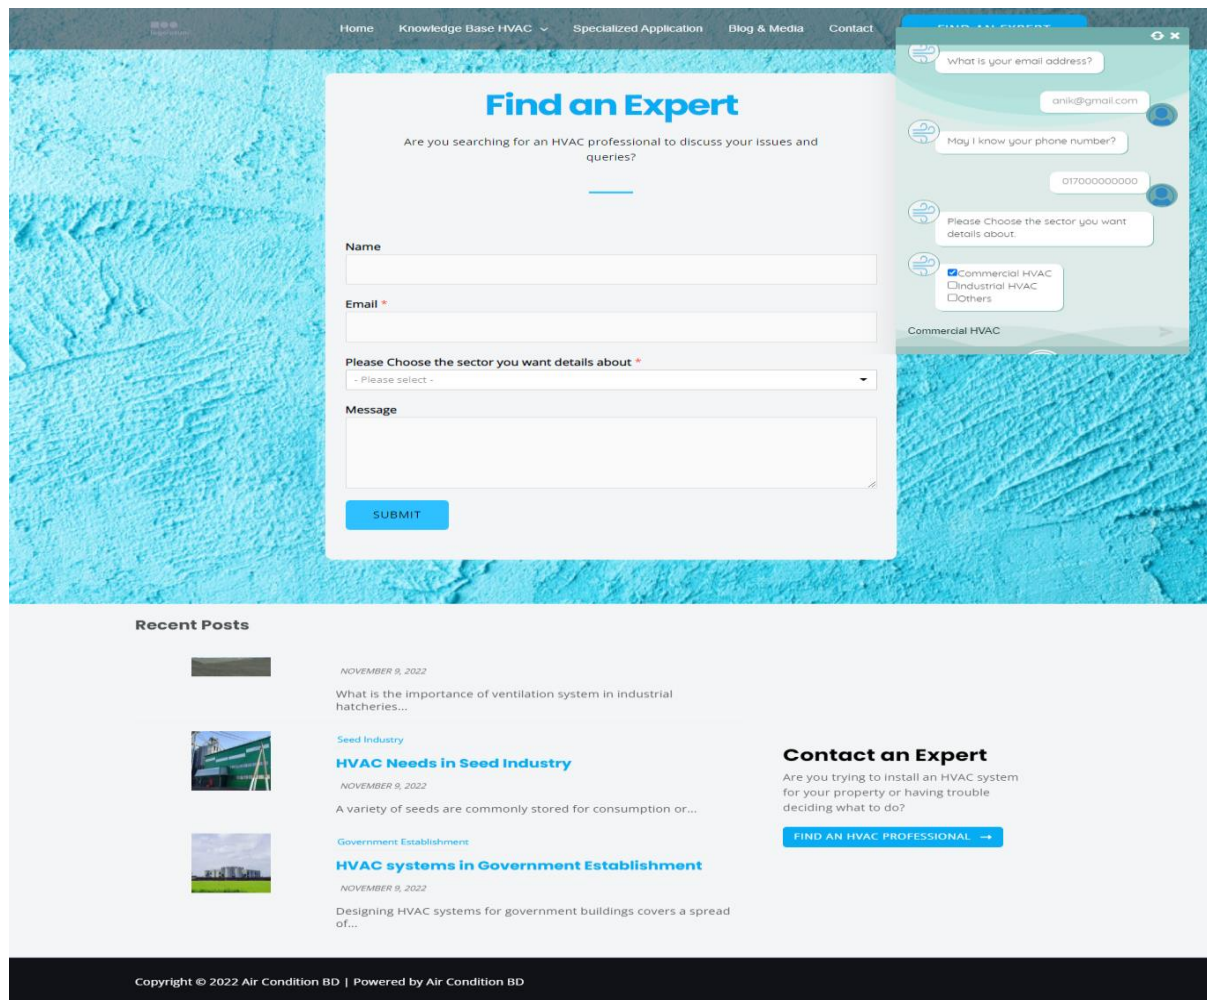 Home Knowledge Base HVAC Specialized Application Blog & Media Contact
What is your email address?
anik@gmail.com
May I know your phone number?
017000000000
Please Choose the sector you want
details about.
Commercial HVAC
Industrial HVAC
Others
Commercial HVAC
Find an Expert
Are you searching for an HVAC professional to discuss your issues and
queries?
Name
Email *
Please Choose the sector you want details about *
- Please select -
Message
SUBMIT
Recent Posts
NOVEMBER 9, 2022
What is the importance of ventilation system in industrial
hatcheries...
Seed Industry
HVAC Needs in Seed Industry
NOVEMBER 9, 2022
A variety of seeds are commonly stored for consumption or...
Government Establishment
HVAC systems in Government Establishment
NOVEMBER 9, 2022
Designing HVAC systems for government buildings covers a spread
of...
Contact an Expert
Are you trying to install an HVAC system
for your property or having trouble
deciding what to do?
FIND AN HVAC PROFESSIONAL →
Copyright © 2022 Air Condition BD | Powered by Air Condition BD